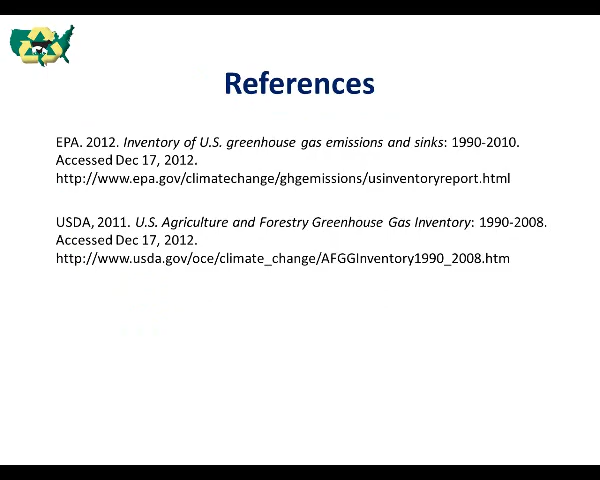 References
EPA. 2012. Inventory of U.S. greenhouse gas emissions and sinks: 1990-2010.
Accessed Dec 17, 2012.
http://www.epa.gov/climatechange/ghgemissions/usinventoryreport.html
USDA, 2011. U.S. Agriculture and Forestry Greenhouse Gas Inventory: 1990-2008.
Accessed Dec 17, 2012.
http://www.usda.gov/oce/climate_change/AFGGInventory1990_2008.htm